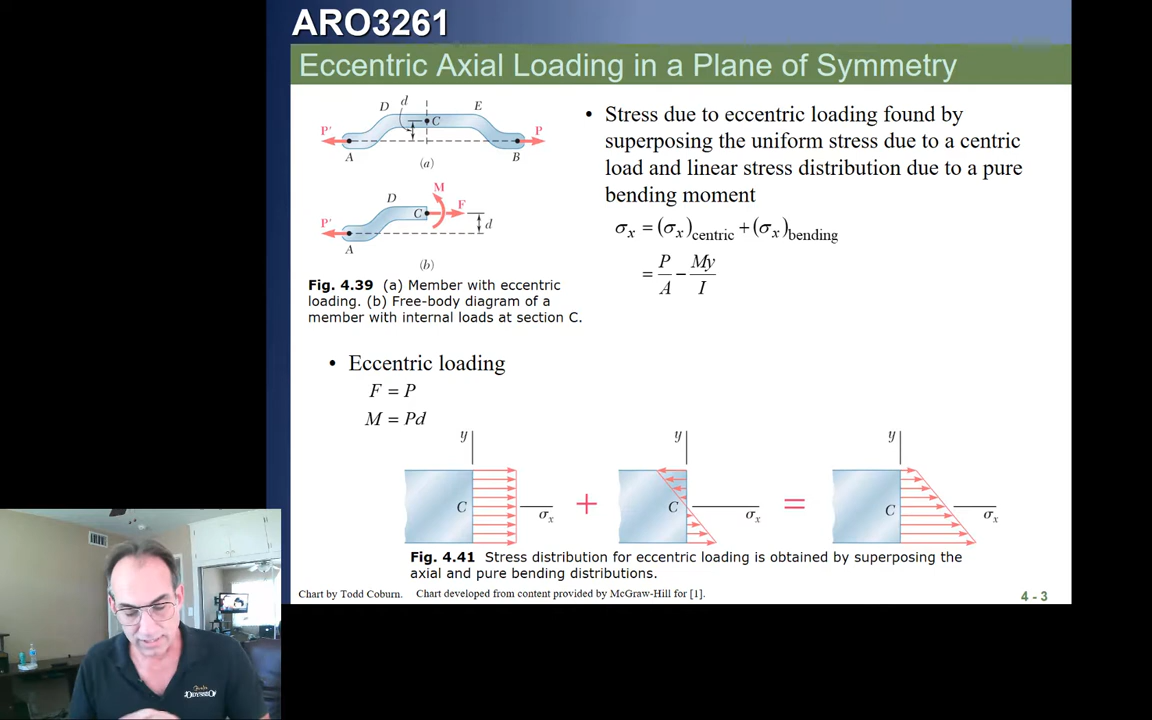 ARO3261
Eccentric Axial Loading in a Plane of Symmetry
D d E
P' C P
A B
(a)
M
D F
P' C d
A
(b)
Fig. 4.39 (a) Member with eccentric
loading. (b) Free-body diagram of a
member with internal loads at section C.
• Stress due to eccentric loading found by
superposing the uniform stress due to a centric
load and linear stress distribution due to a pure
bending moment
σx = (σx)centric + (σx)bending
= P/A − My/I
• Eccentric loading
F = P
M = Pd
y y y
C σx + C σx = C σx
Fig. 4.41 Stress distribution for eccentric loading is obtained by superposing the
axial and pure bending distributions.
Chart by Todd Coburn. Chart developed from content provided by McGraw-Hill for [1].
4 - 3